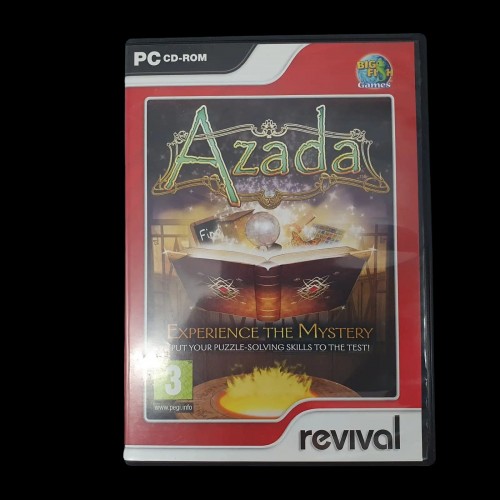 PC CD-ROM
BIG FISH
Games
Azada
EXPERIENCE THE MYSTERY
PUT YOUR PUZZLE-SOLVING SKILLS TO THE TEST!
3
www.pegi.info
revival